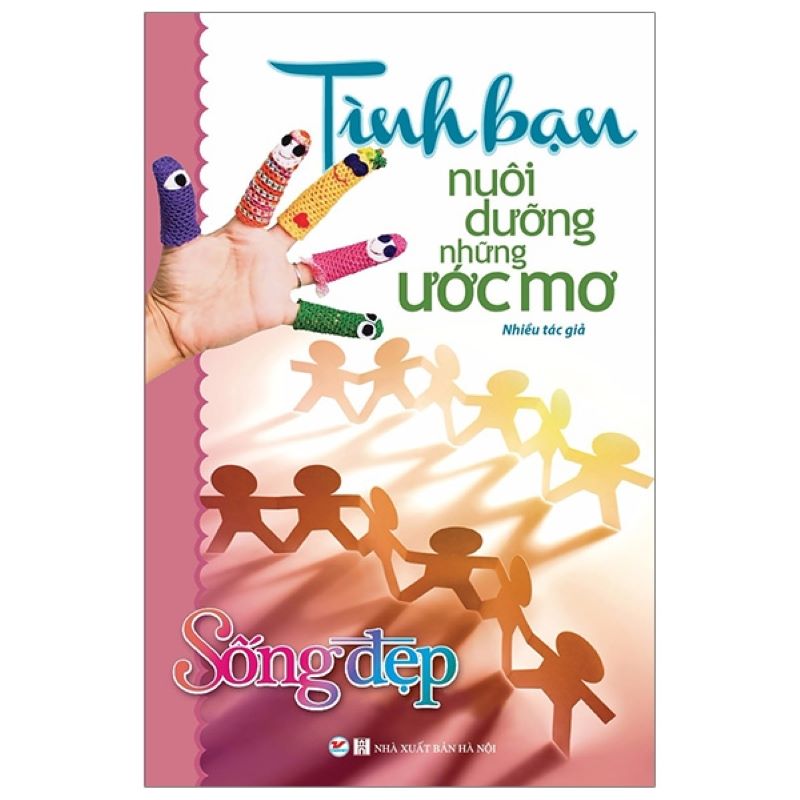 Tình bạn
nuôi
dưỡng
những
ước mơ
Nhiều tác giả
Sống đẹp
NHÀ XUẤT BẢN HÀ NỘI